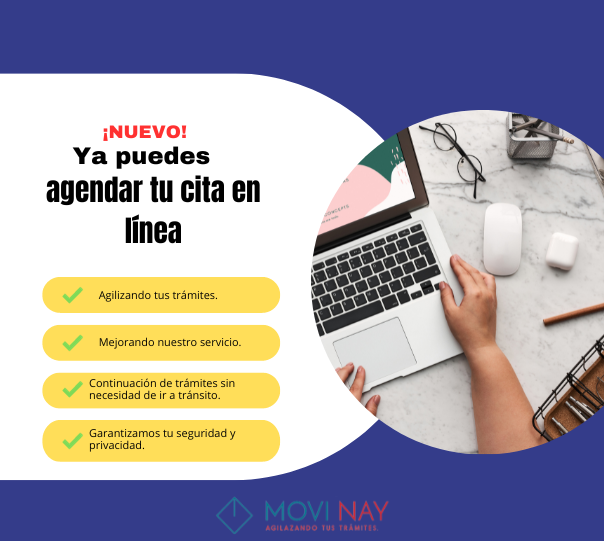 ¡NUEVO!
Ya puedes
agendar tu cita en
línea
Agilizando tus trámites.
Mejorando nuestro servicio.
Continuación de trámites sin
necesidad de ir a tránsito.
Garantizamos tu seguridad y
privacidad.
MOVI NAY
AGILAZANDO TUS TRÁMITES.